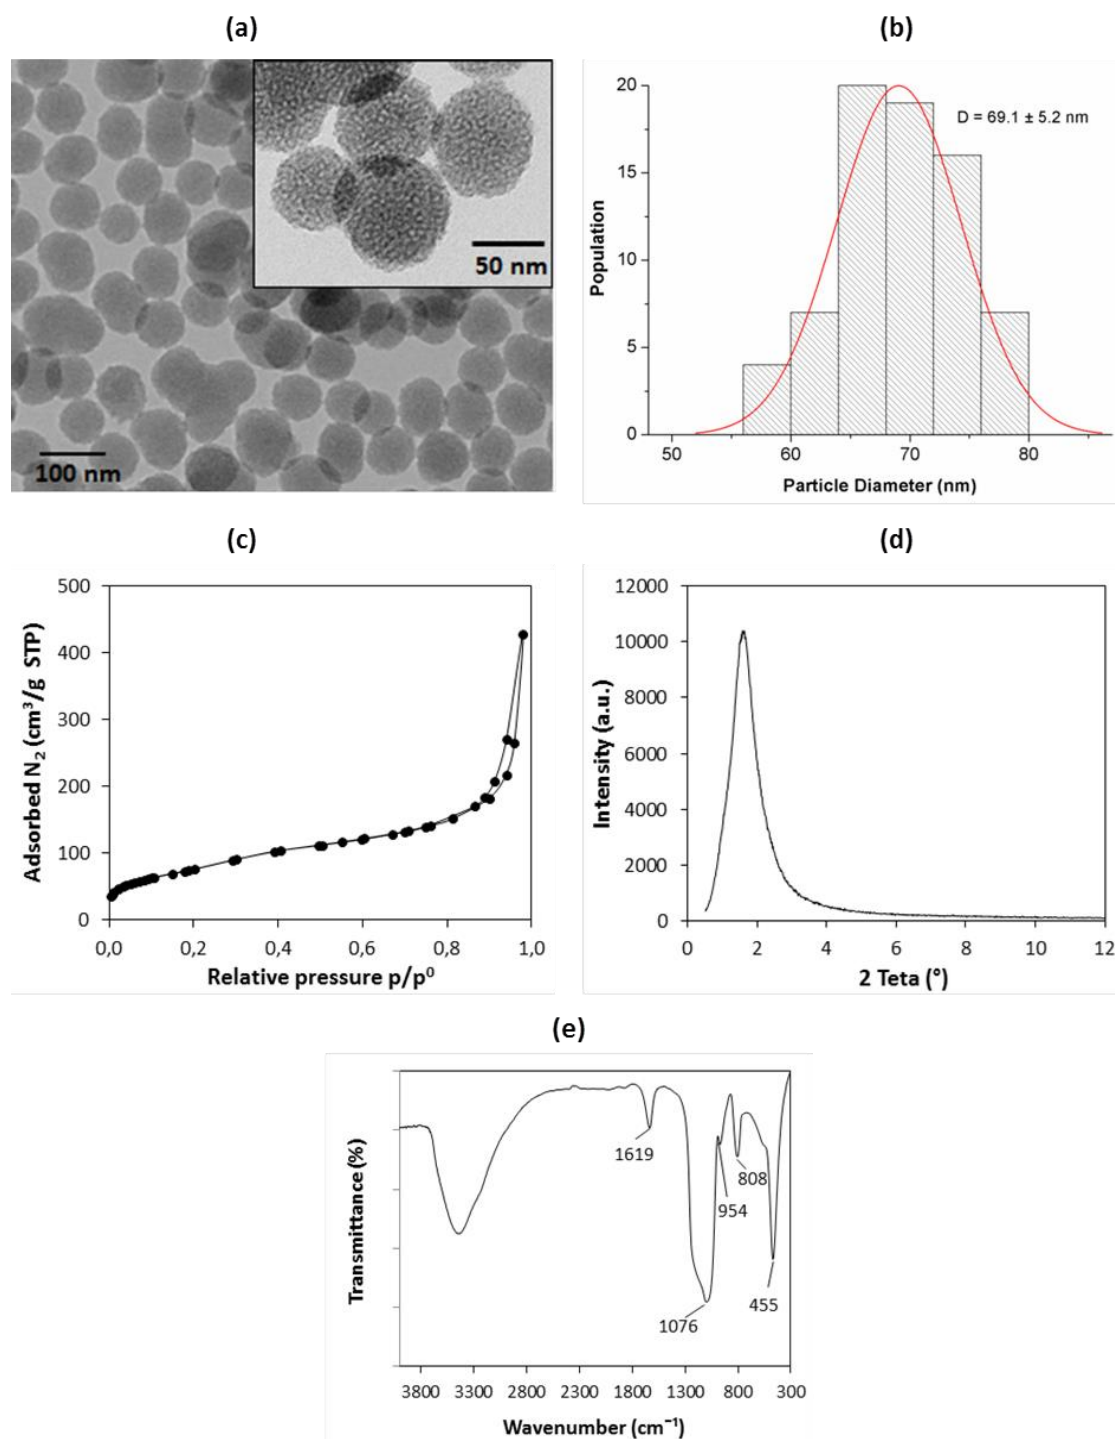 (a)
(b)
50 nm
100 nm
20
15
10
5
0
Population
D = 69.1 ± 5.2 nm
50 60 70 80
Particle Diameter (nm)
(c)
(d)
500
400
300
200
100
0
Adsorbed N₂ (cm³/g STP)
0,0 0,2 0,4 0,6 0,8 1,0
Relative pressure p/p⁰
12000
10000
8000
6000
4000
2000
0
Intensity (a.u.)
0 2 4 6 8 10 12
2 Teta (°)
(e)
Transmittance (%)
1619
808
954
455
1076
3800 3300 2800 2300 1800 1300 800 300
Wavenumber (cm⁻¹)